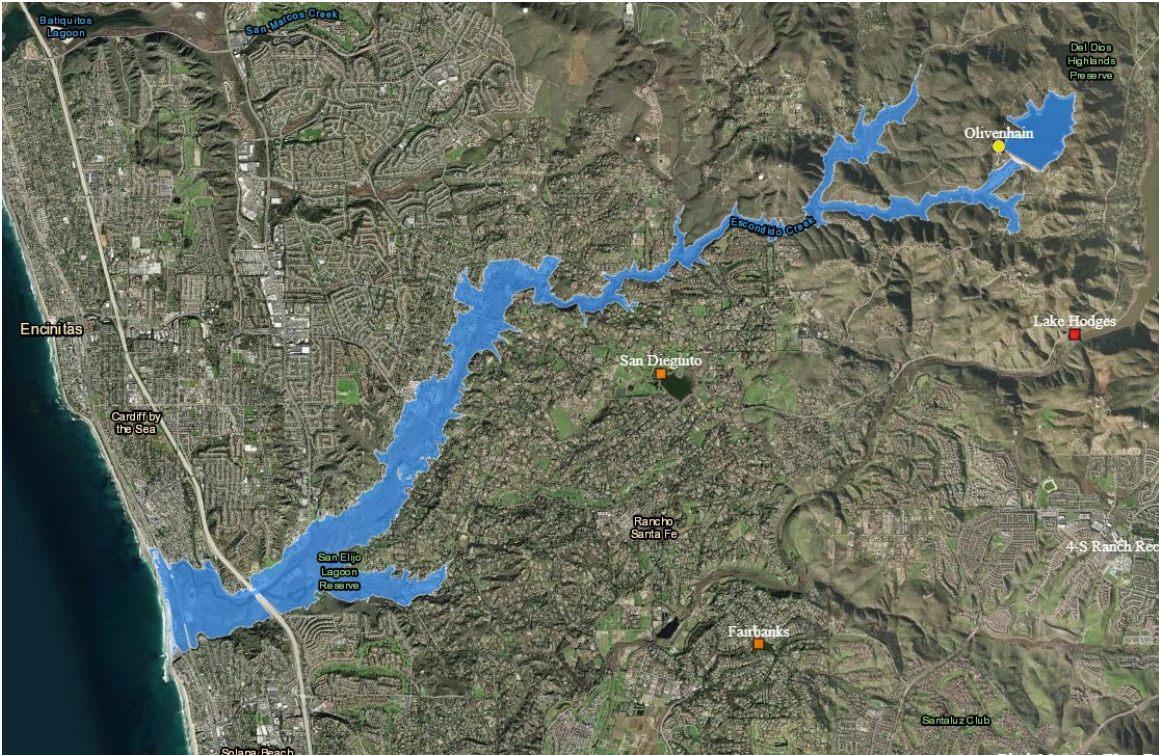 Batiquitos
Lagoon
San Marcos Creek
Del Dios
Highlands
Preserve
Olivenhain
Escondido Creek
Encinitas
Lake Hodges
San Dieguito
Cardiff by
the Sea
Rancho
Santa Fe
4-S Ranch Rec
San Elijo
Lagoon
Reserve
Fairbanks
Santaluz Club
Solana Beach